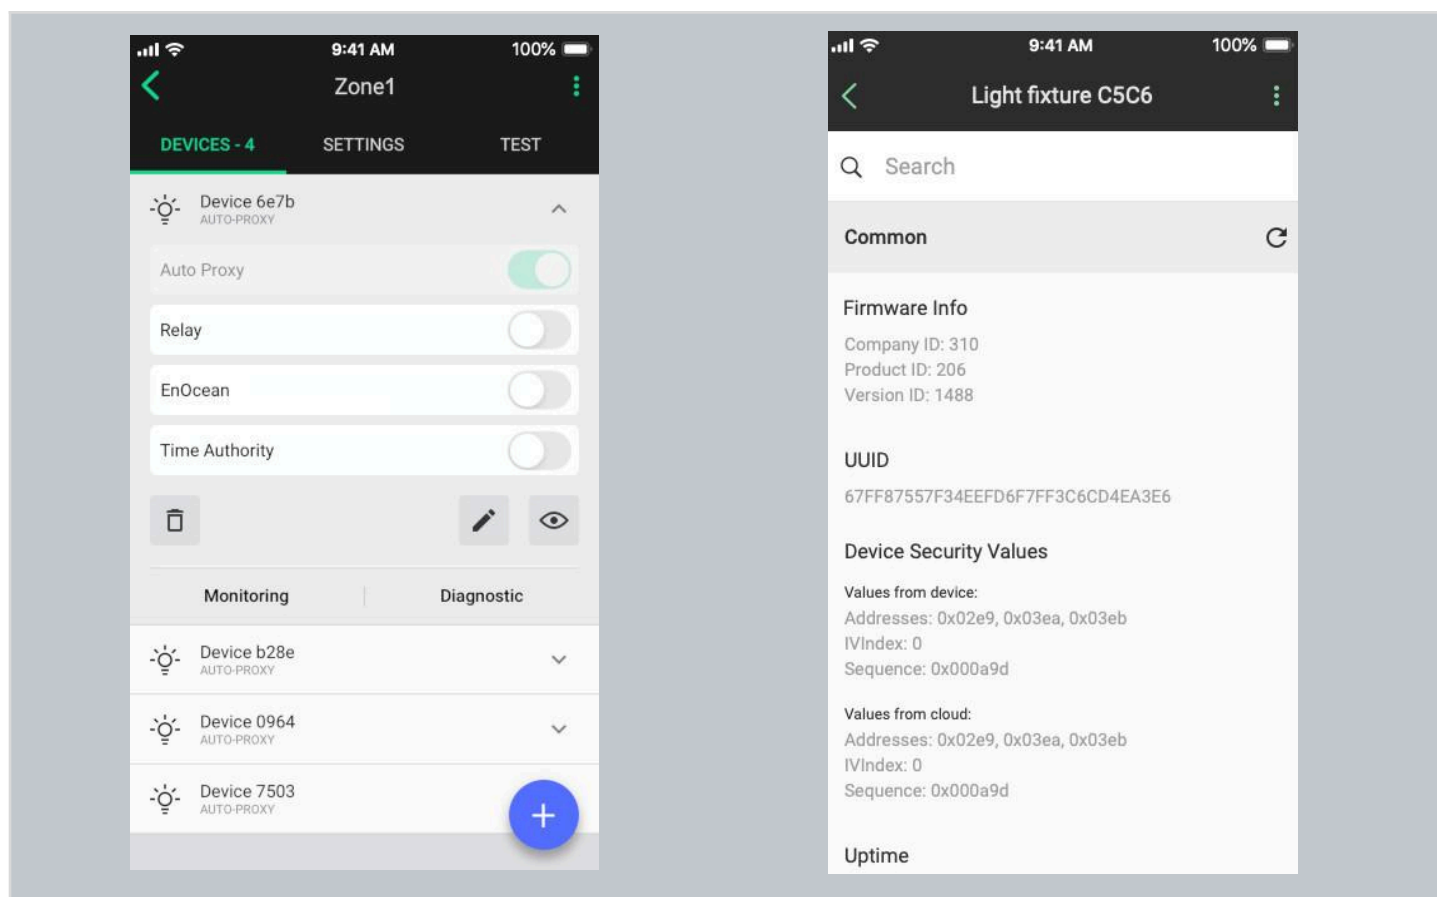 9:41 AM 100%
Zone1
DEVICES - 4 SETTINGS TEST
Device 6e7b
AUTO-PROXY
Auto Proxy
Relay
EnOcean
Time Authority
Monitoring Diagnostic
Device b28e
AUTO-PROXY
Device 0964
AUTO-PROXY
Device 7503
AUTO-PROXY
9:41 AM 100%
Light fixture C5C6
Search
Common
Firmware Info
Company ID: 310
Product ID: 206
Version ID: 1488
UUID
67FF87557F34EEFD6F7FF3C6CD4EA3E6
Device Security Values
Values from device:
Addresses: 0x02e9, 0x03ea, 0x03eb
IVIndex: 0
Sequence: 0x000a9d
Values from cloud:
Addresses: 0x02e9, 0x03ea, 0x03eb
IVIndex: 0
Sequence: 0x000a9d
Uptime